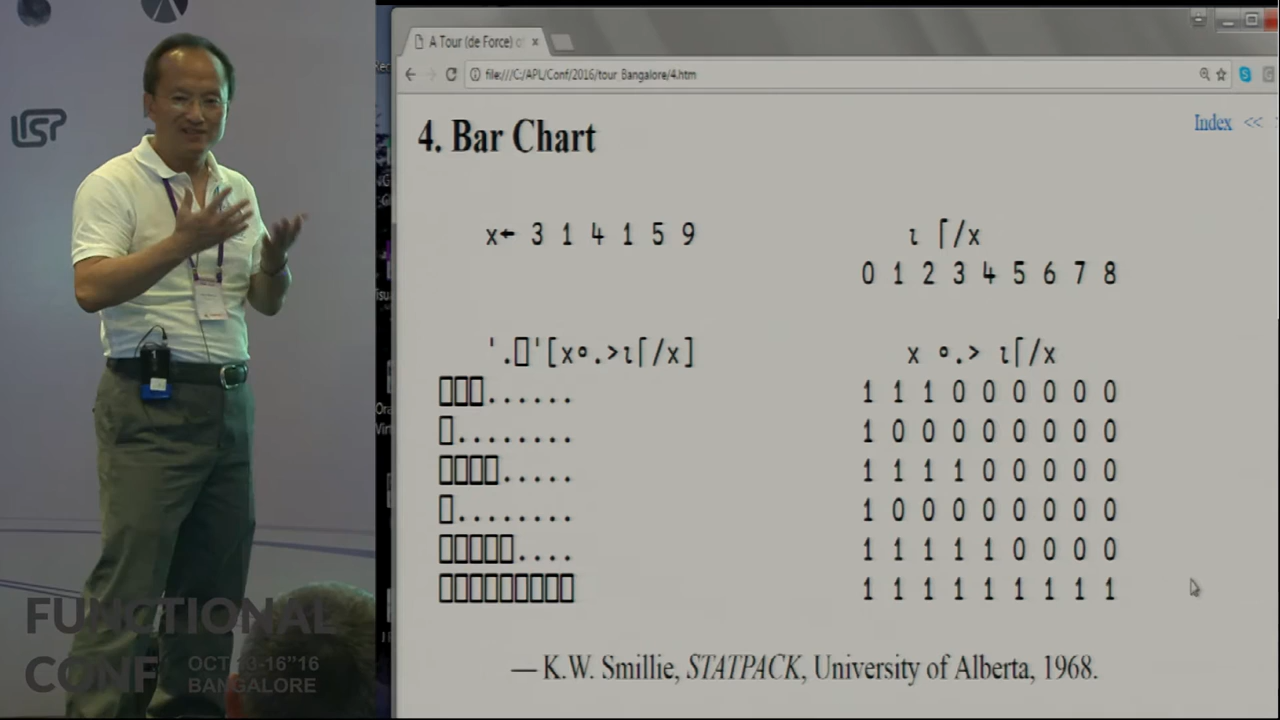 LISP
A Tour (de Force) o
file:///C:/APL/Conf/2016/tour Bangalore/4.htm
4. Bar Chart
Index <<
x← 3 1 4 1 5 9
⍳ ⌈/x
0 1 2 3 4 5 6 7 8
'.⎕'[x∘.>⍳⌈/x]
x ∘.> ⍳⌈/x
⎕⎕⎕......
1 1 1 0 0 0 0 0 0
⎕........
1 0 0 0 0 0 0 0 0
⎕⎕⎕⎕.....
1 1 1 1 0 0 0 0 0
⎕........
1 0 0 0 0 0 0 0 0
⎕⎕⎕⎕⎕....
1 1 1 1 1 0 0 0 0
⎕⎕⎕⎕⎕⎕⎕⎕⎕
1 1 1 1 1 1 1 1 1
— K.W. Smillie, STATPACK, University of Alberta, 1968.
FUNCTIONAL
CONF
OCT 13-16"16
BANGALORE